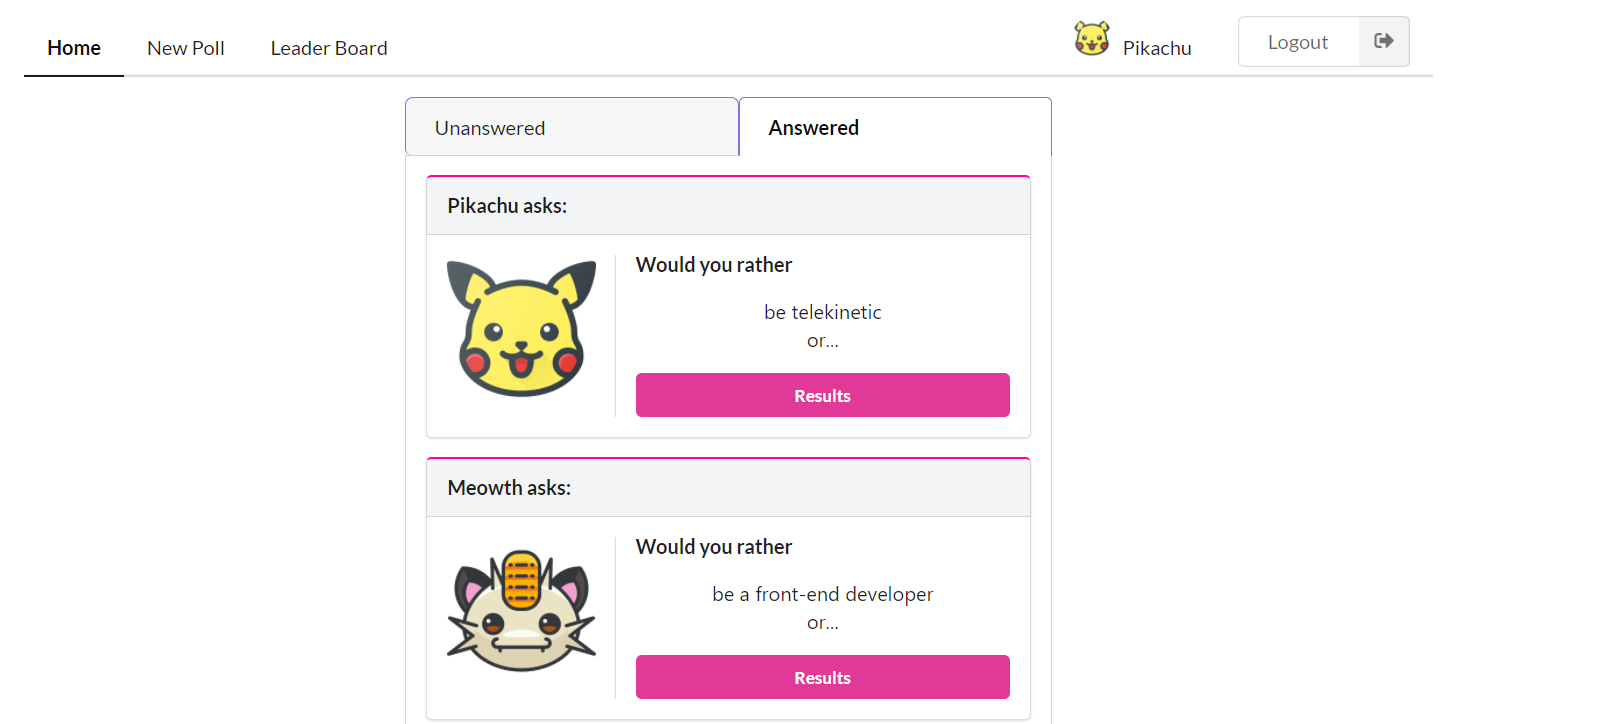 Home New Poll Leader Board Pikachu Logout
Unanswered Answered
Pikachu asks:
Would you rather
be telekinetic
or...
Results
Meowth asks:
Would you rather
be a front-end developer
or...
Results